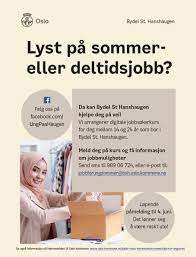 Oslo
Bydel St. Hanshaugen
Lyst på sommer-
eller deltidsjobb?
Følg oss på
facebook.com/
UngPaaHaugen
Da kan Bydel St Hanshaugen
hjelpe deg på vei!
Vi arrangerer digitale jobbsøkerkurs
for deg mellom 14 og 24 år som bor i
Bydel St. Hanshaugen.
Meld deg på kurs og få informasjon
om jobbmuligheter
Send sms til 969 06 724, eller e-post til:
Løpende
påmelding til 4. juni.
Det lønner seg
å være raskt ute!